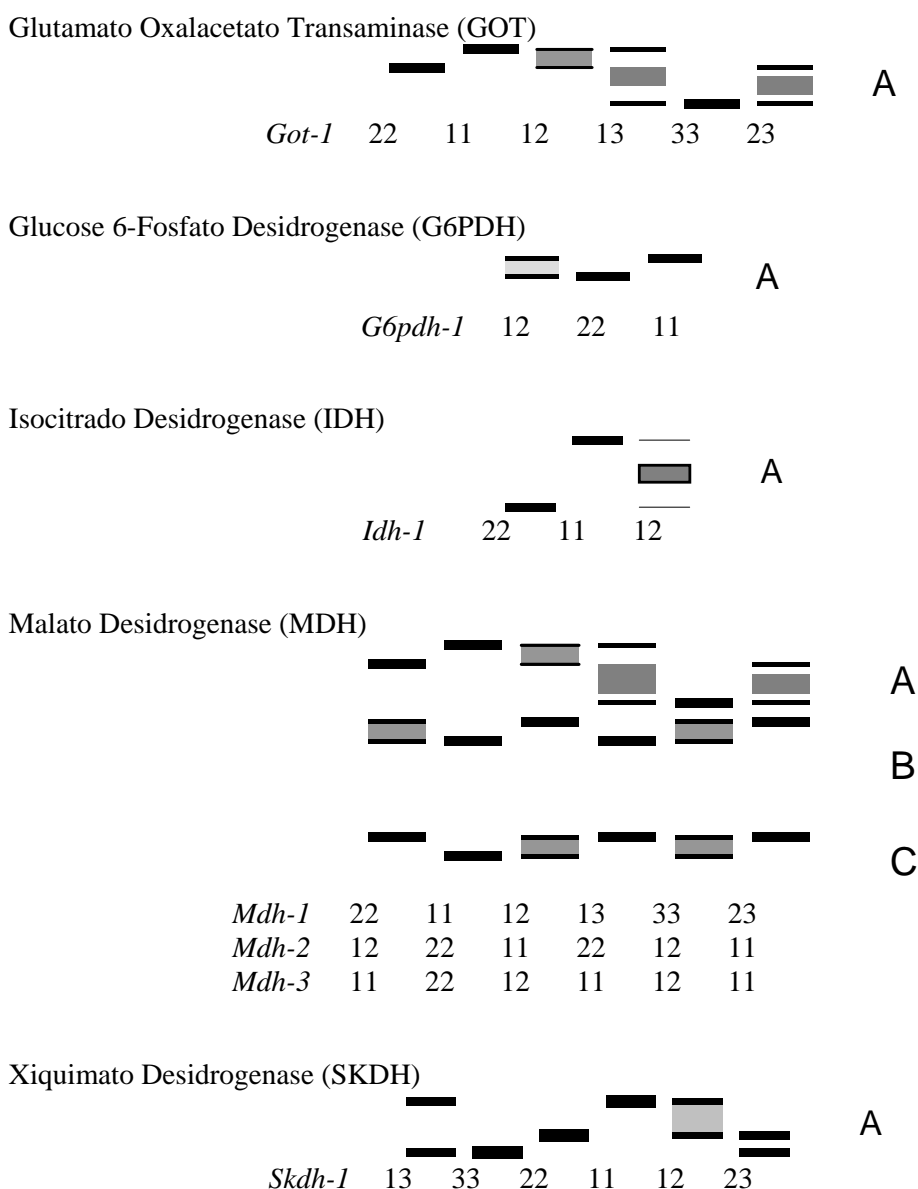 Glutamato Oxalacetato Transaminase (GOT)
A
Got-1 22 11 12 13 33 23
Glucose 6-Fosfato Desidrogenase (G6PDH)
A
G6pdh-1 12 22 11
Isocitrado Desidrogenase (IDH)
A
Idh-1 22 11 12
Malato Desidrogenase (MDH)
A
B
C
Mdh-1 22 11 12 13 33 23
Mdh-2 12 22 11 22 12 11
Mdh-3 11 22 12 11 12 11
Xiquimato Desidrogenase (SKDH)
A
Skdh-1 13 33 22 11 12 23